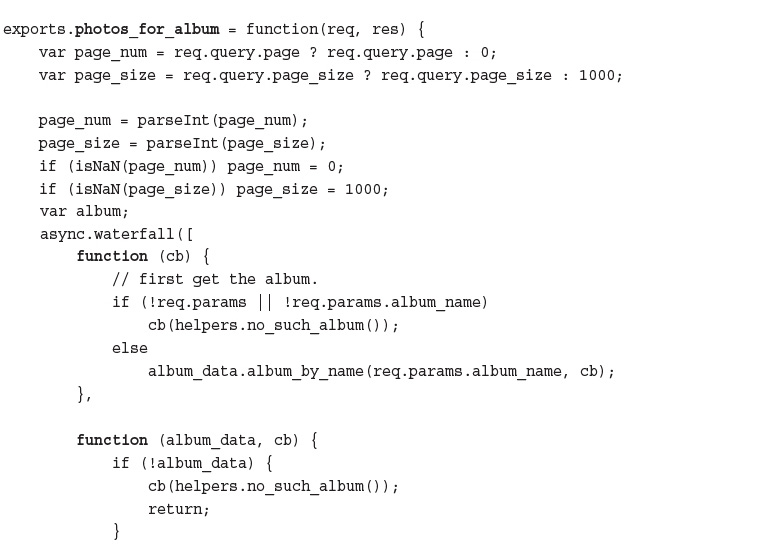 exports.photos_for_album = function(req, res) {
    var page_num = req.query.page ? req.query.page : 0;
    var page_size = req.query.page_size ? req.query.page_size : 1000;

    page_num = parseInt(page_num);
    page_size = parseInt(page_size);
    if (isNaN(page_num)) page_num = 0;
    if (isNaN(page_size)) page_size = 1000;
    var album;
    async.waterfall([
        function (cb) {
            // first get the album.
            if (!req.params || !req.params.album_name)
                cb(helpers.no_such_album());
            else
                album_data.album_by_name(req.params.album_name, cb);
        },

        function (album_data, cb) {
            if (!album_data) {
                cb(helpers.no_such_album());
                return;
            }